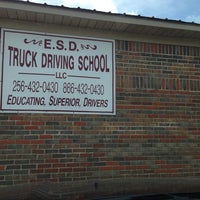 E.S.D.
TRUCK DRIVING SCHOOL
LLC
256-432-0430 866-432-0430
EDUCATING, SUPERIOR, DRIVERS